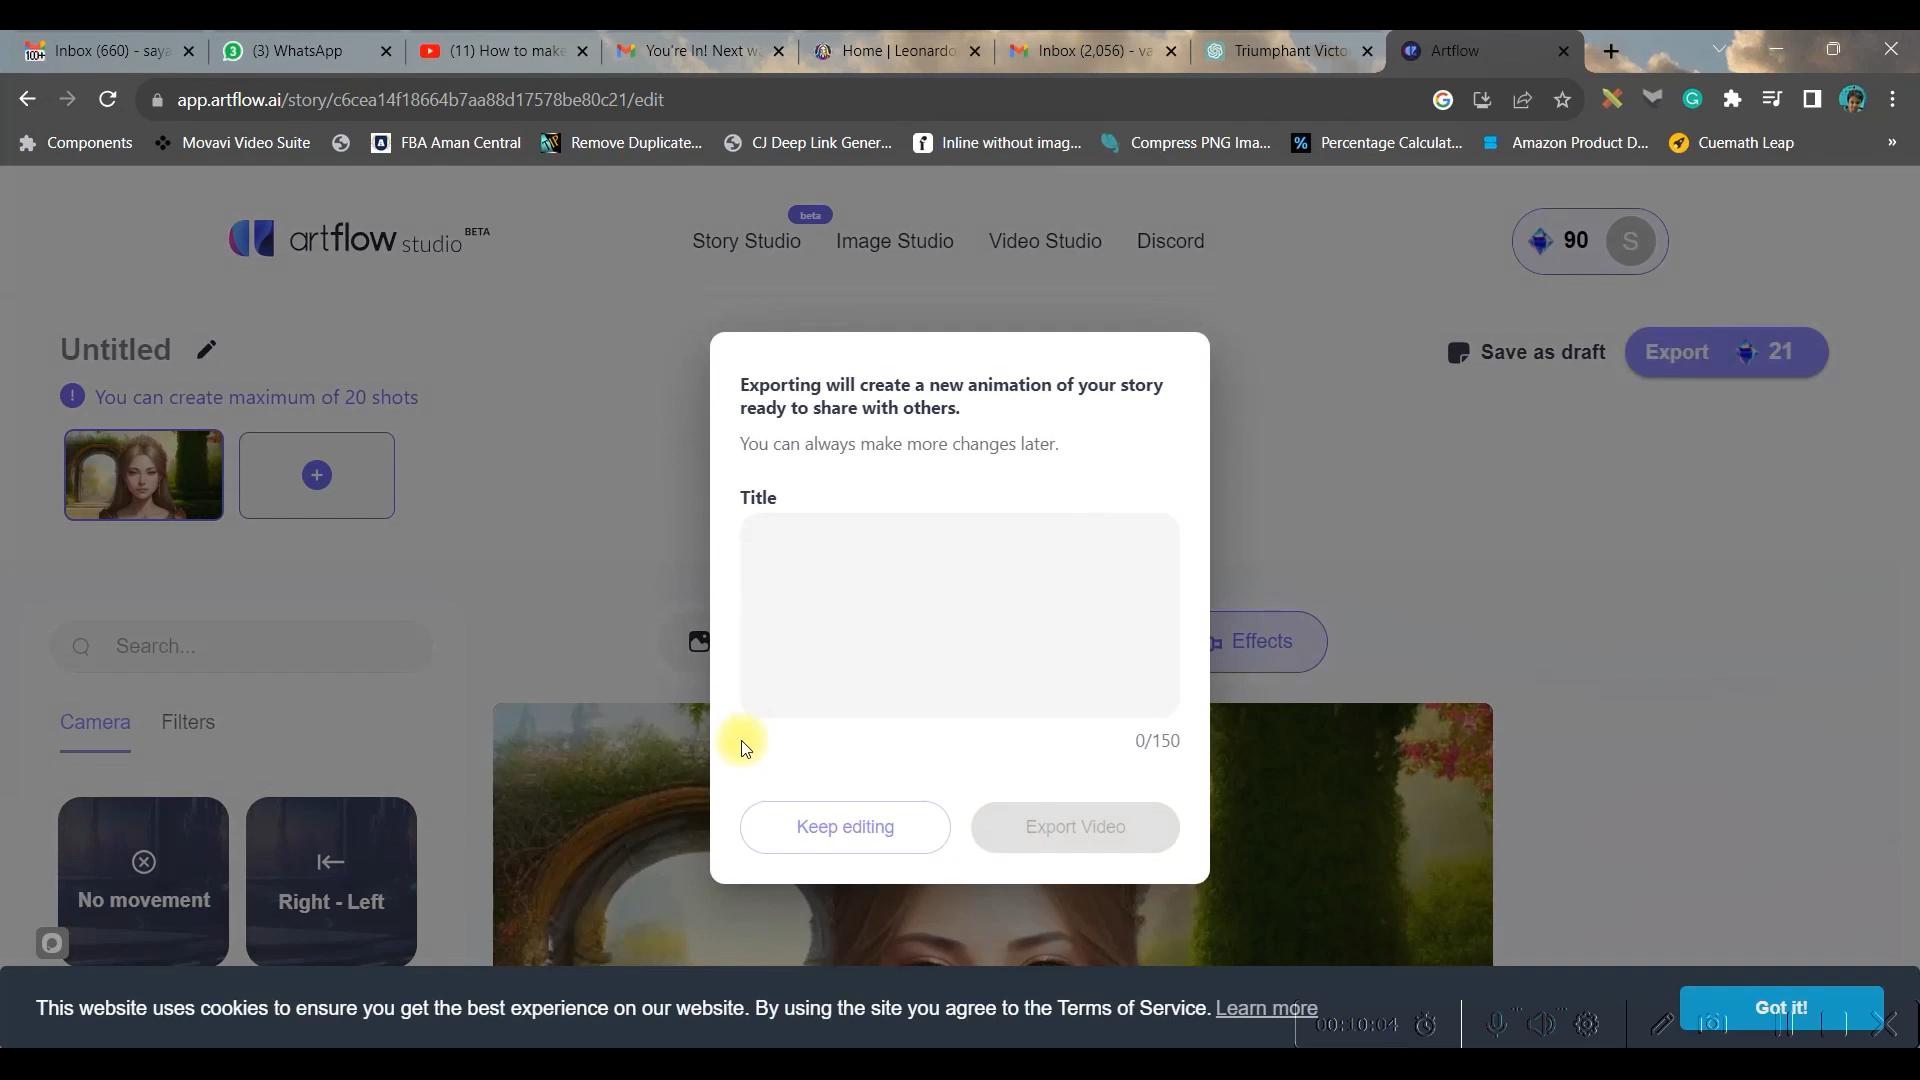 100+ Inbox (660) - saya
3 (3) WhatsApp
(11) How to make
You're In! Next w
Home | Leonardo
Inbox (2,056) - va
Triumphant Victo
Artflow
app.artflow.ai/story/c6cea14f18664b7aa88d17578be80c21/edit
Components
Movavi Video Suite
FBA Aman Central
Remove Duplicate...
CJ Deep Link Gener...
Inline without imag...
Compress PNG Ima...
Percentage Calculat...
Amazon Product D...
Cuemath Leap
»
artflow studio BETA
beta
Story Studio
Image Studio
Video Studio
Discord
90 S
Untitled
Save as draft
Export 21
! You can create maximum of 20 shots
Exporting will create a new animation of your story
ready to share with others.
You can always make more changes later.
Title
0/150
Keep editing
Export Video
Search...
Effects
Camera
Filters
No movement
Right - Left
This website uses cookies to ensure you get the best experience on our website. By using the site you agree to the Terms of Service. Learn more
Got it!
00:10:04